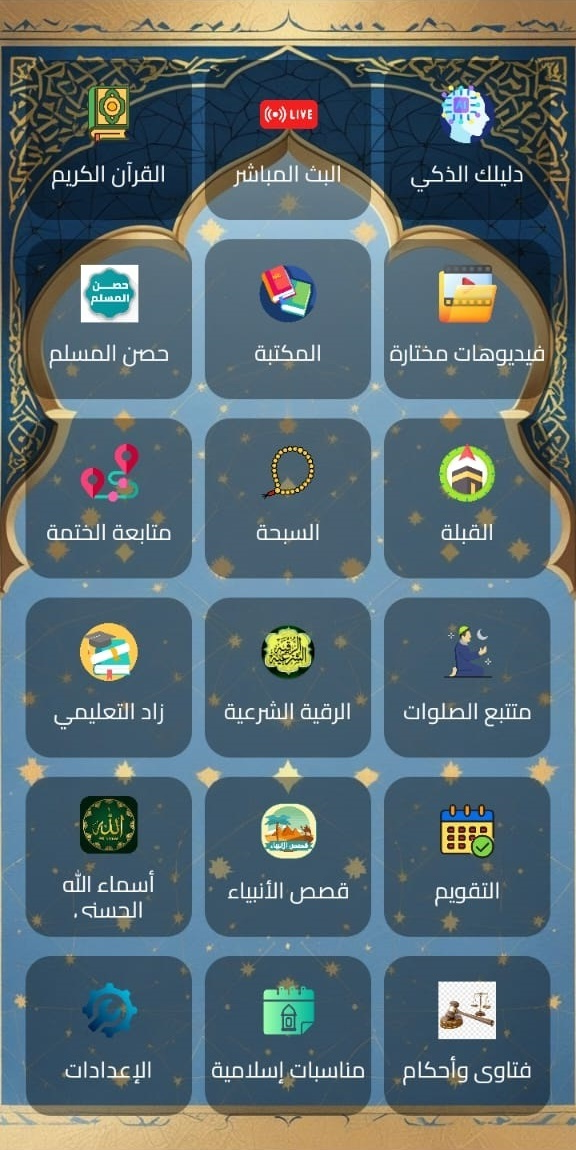 دليلك الذكي
AI
البث المباشر
LIVE
القرآن الكريم
فيديوهات مختارة
المكتبة
حصن المسلم
حصن
المسلم
القبلة
السبحة
متابعة الختمة
متتبع الصلوات
الرقية الشرعية
الرقية
الشرعية
زاد التعليمي
التقويم
قصص الأنبياء
قصص الأنبياء
أسماء الله
الحسنى
الله
فتاوى وأحكام
مناسبات إسلامية
الإعدادات